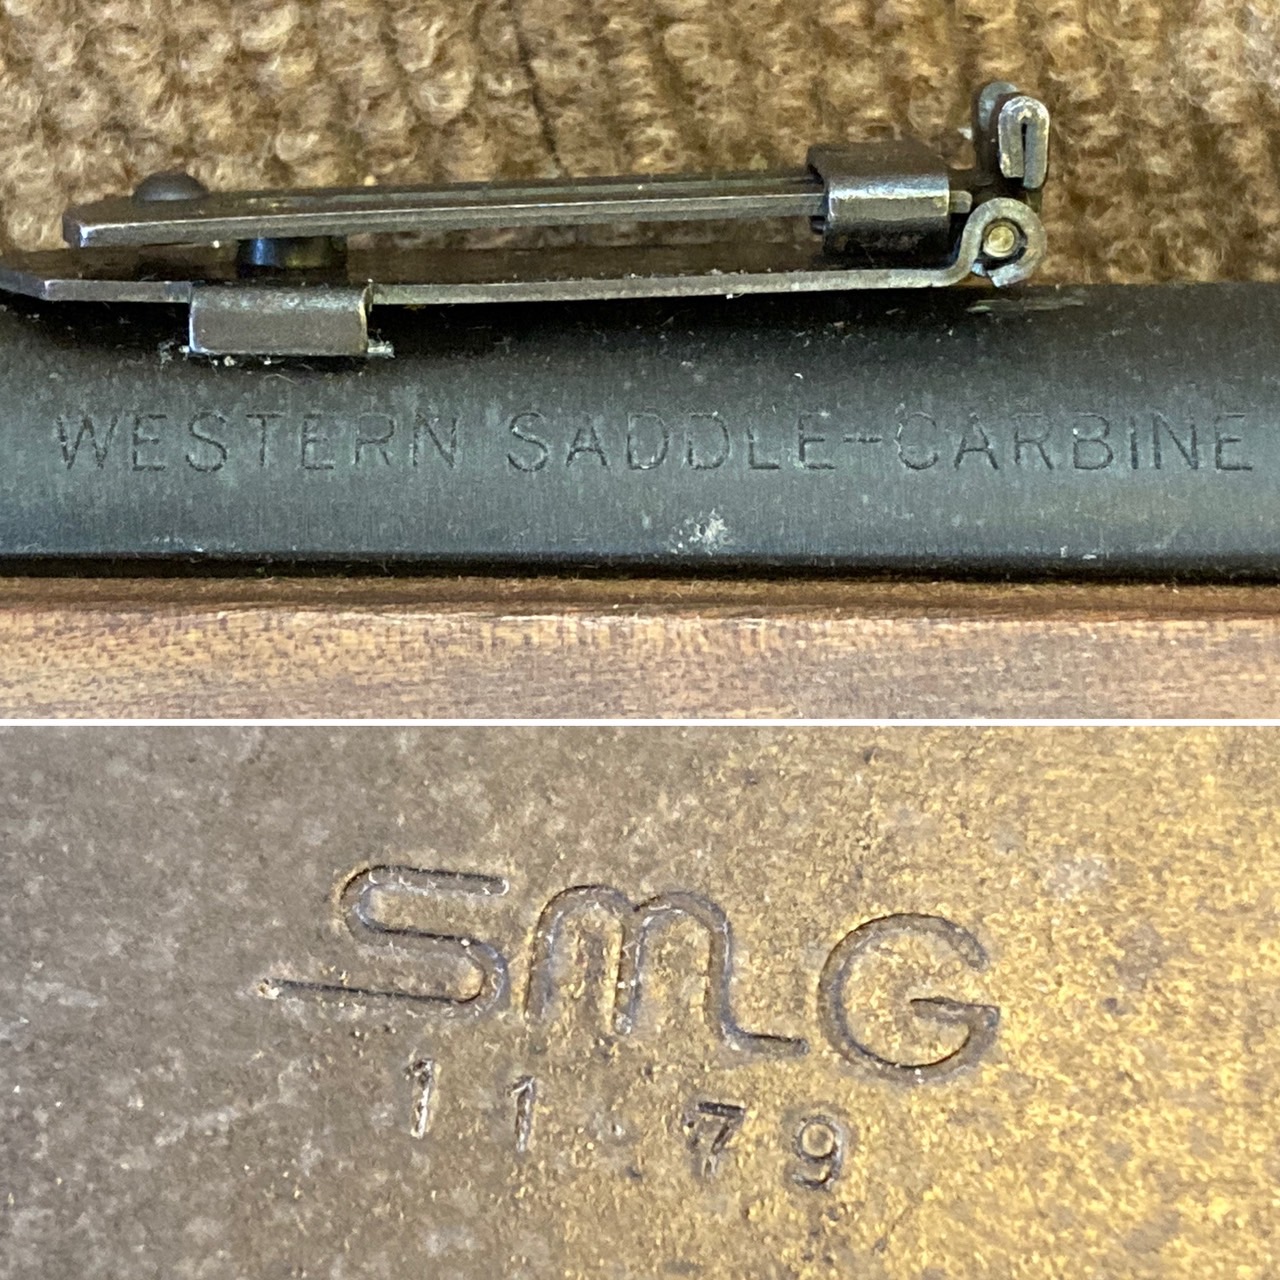 WESTERN SADDLE-CARBINE
SMG
11 79